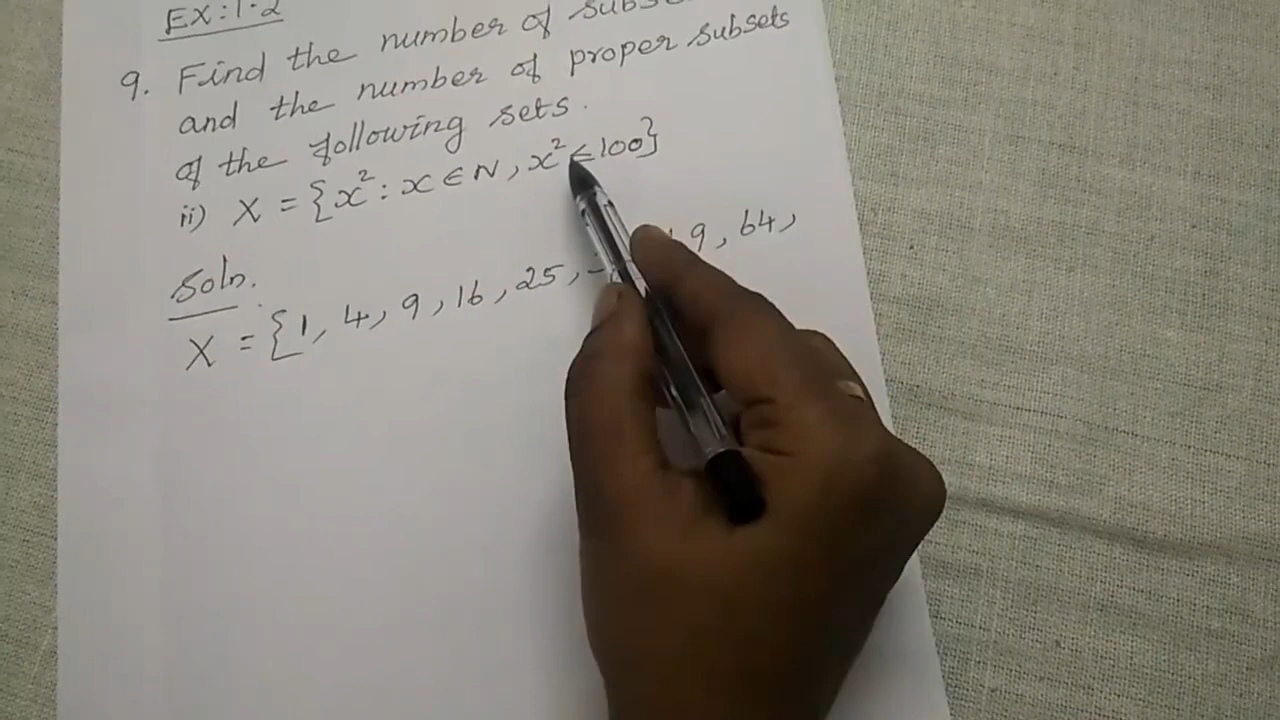 EX:1.2
9. Find the number of
and the number of proper subsets
of the following sets.
ii) X = {x²: x ∈ N, x² ≤ 100}
Soln.
X = {1, 4, 9, 16, 25, 9, 64,